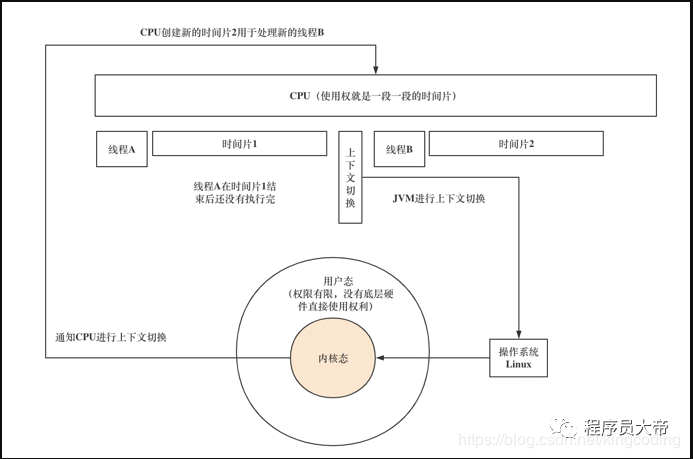 CPU创建新的时间片2用于处理新的线程B
CPU（使用权就是一段一段的时间片）
线程A
时间片1
上下文切换
线程B
时间片2
线程A在时间片1结
束后还没有执行完
JVM进行上下文切换
用户态
（权限有限，没有底层硬
件直接使用权利）
通知CPU进行上下文切换
内核态
操作系统
Linux
程序员大帝
https://blog.csdn.net/kingcoding